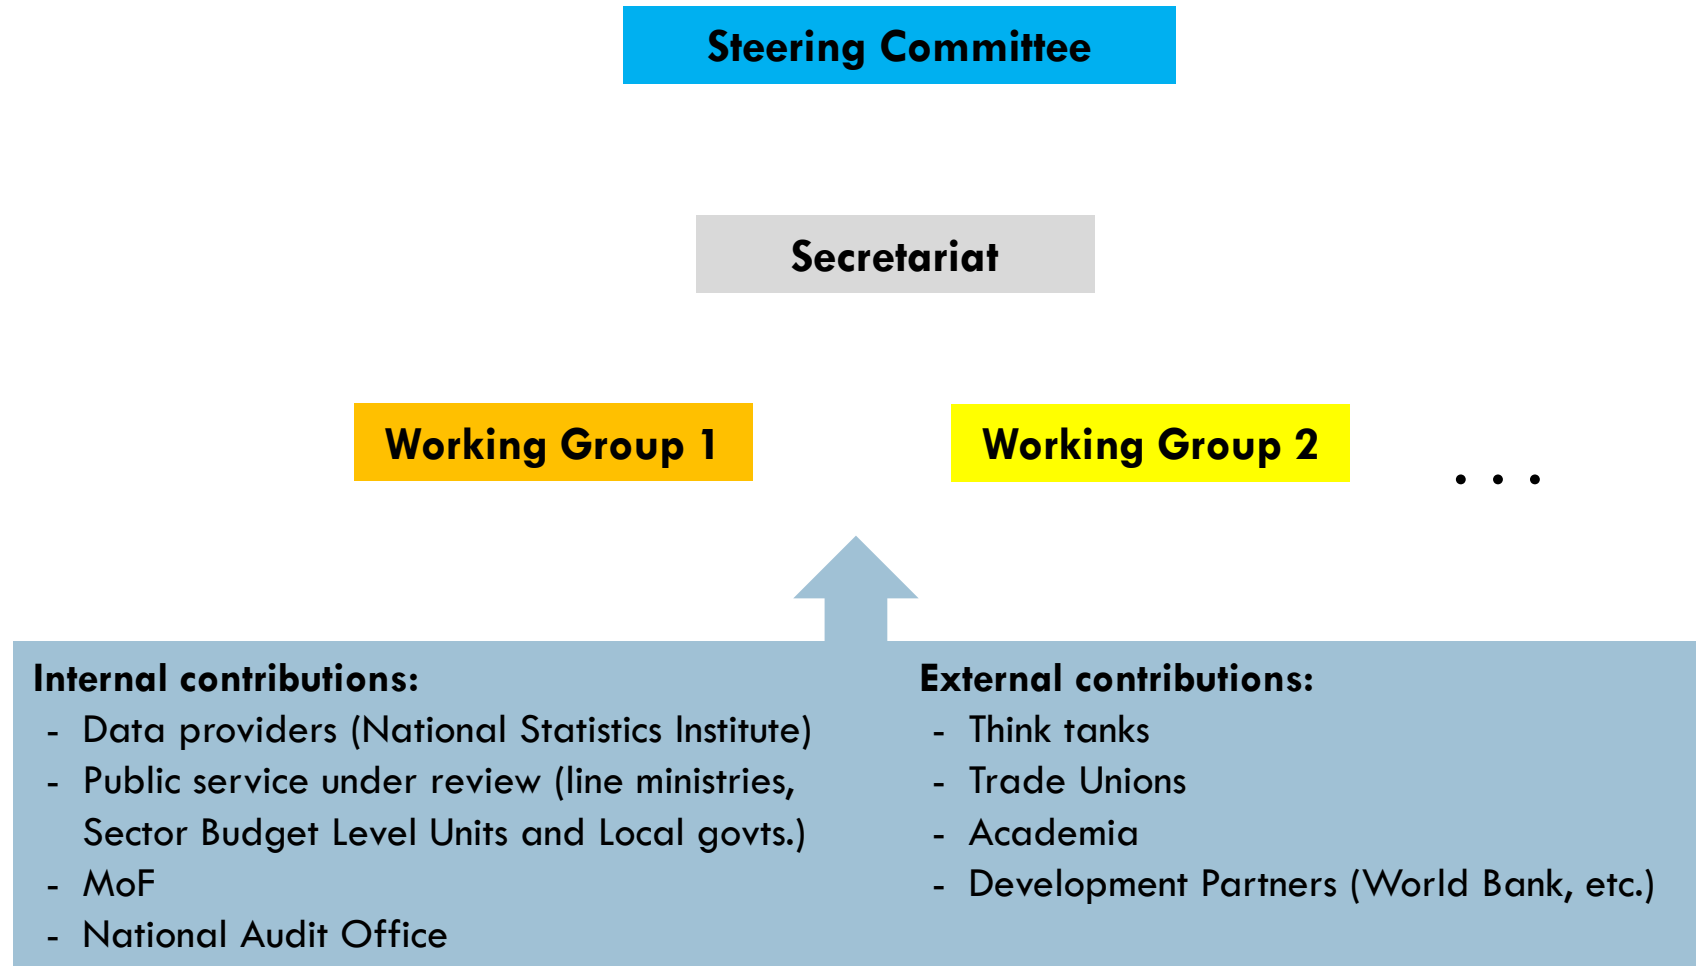 Steering Committee
Secretariat
Working Group 1
Working Group 2
. . .
Internal contributions:
- Data providers (National Statistics Institute)
- Public service under review (line ministries,
Sector Budget Level Units and Local govts.)
- MoF
- National Audit Office
External contributions:
- Think tanks
- Trade Unions
- Academia
- Development Partners (World Bank, etc.)